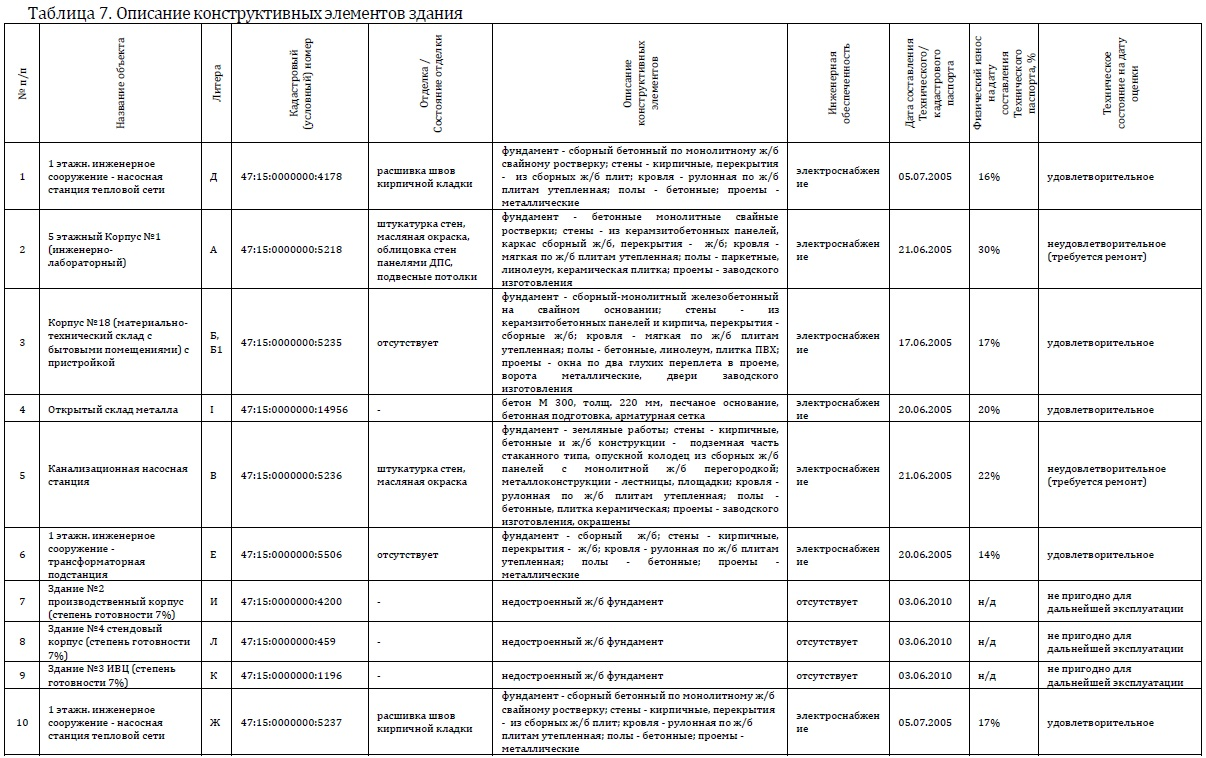 Таблица 7. Описание конструктивных элементов здания
№ п/п
Название объекта
Литера
Кадастровый
(условный) номер
Отделка /
Состояние отделки
Описание
конструктивных
элементов
Инженерная
обеспеченность
Дата составления
Технического/
кадастрового
паспорта
Физический износ
на дату
составления
Технического
паспорта, %
Техническое
состояние на дату
оценки
1
1 этажн. инженерное
сооружение - насосная
станция тепловой сети
Д
47:15:0000000:4178
расшивка швов
кирпичной кладки
фундамент - сборный бетонный по монолитному ж/б
свайному ростверку; стены - кирпичные, перекрытия
- из сборных ж/б плит; кровля - рулонная по ж/б
плитам утепленная; полы - бетонные; проемы -
металлические
электроснабжен
ие
05.07.2005
16%
удовлетворительное
2
5 этажный Корпус №1
(инженерно-
лабораторный)
А
47:15:0000000:5218
штукатурка стен,
масляная окраска,
облицовка стен
панелями ДПС,
подвесные потолки
фундамент - бетонные монолитные свайные
ростверки; стены - из керамзитобетонных панелей,
каркас сборный ж/б, перекрытия - ж/б; кровля -
мягкая по ж/б плитам утепленная; полы - паркетные,
линолеум, керамическая плитка; проемы - заводского
изготовления
электроснабжен
ие
21.06.2005
30%
неудовлетворительное
(требуется ремонт)
3
Корпус №18 (материально-
технический склад с
бытовыми помещениями) с
пристройкой
Б,
Б1
47:15:0000000:5235
отсутствует
фундамент - сборный-монолитный железобетонный
на свайном основании; стены - из
керамзитобетонных панелей и кирпича, перекрытия -
сборные ж/б; кровля - мягкая по ж/б плитам
утепленная; полы - бетонные, линолеум, плитка ПВХ;
проемы - окна по два глухих переплета в проеме,
ворота металлические, двери заводского
изготовления
электроснабжен
ие
17.06.2005
17%
удовлетворительное
4
Открытый склад металла
I
47:15:0000000:14956
-
бетон М 300, толщ. 220 мм, песчаное основание,
бетонная подготовка, арматурная сетка
электроснабжен
ие
20.06.2005
20%
удовлетворительное
5
Канализационная насосная
станция
В
47:15:0000000:5236
штукатурка стен,
масляная окраска
фундамент - земляные работы; стены - кирпичные,
бетонные и ж/б конструкции - подземная часть
стаканного типа, опускной колодец из сборных ж/б
панелей с монолитной ж/б перегородкой;
металлоконструкции - лестницы, площадки; кровля -
рулонная по ж/б плитам утепленная; полы -
бетонные, плитка керамическая; проемы - заводского
изготовления, окрашены
электроснабжен
ие
21.06.2005
22%
неудовлетворительное
(требуется ремонт)
6
1 этажн. инженерное
сооружение -
трансформаторная
подстанция
Е
47:15:0000000:5506
отсутствует
фундамент - сборный ж/б; стены - кирпичные,
перекрытия - ж/б; кровля - рулонная по ж/б плитам
утепленная; полы - бетонные; проемы -
металлические
электроснабжен
ие
20.06.2005
14%
удовлетворительное
7
Здание №2
производственный корпус
(степень готовности 7%)
И
47:15:0000000:4200
-
недостроенный ж/б фундамент
отсутствует
03.06.2010
н/д
не пригодно для
дальнейшей эксплуатации
8
Здание №4 стендовый
корпус (степень готовности
7%)
Л
47:15:0000000:459
-
недостроенный ж/б фундамент
отсутствует
03.06.2010
н/д
не пригодно для
дальнейшей эксплуатации
9
Здание №3 ИВЦ (степень
готовности 7%)
К
47:15:0000000:1196
-
недостроенный ж/б фундамент
отсутствует
03.06.2010
н/д
не пригодно для
дальнейшей эксплуатации
10
1 этажн. инженерное
сооружение - насосная
станция тепловой сети
Ж
47:15:0000000:5237
расшивка швов
кирпичной кладки
фундамент - сборный бетонный по монолитному ж/б
свайному ростверку; стены - кирпичные, перекрытия
- из сборных ж/б плит; кровля - рулонная по ж/б
плитам утепленная; полы - бетонные; проемы -
металлические
электроснабжен
ие
05.07.2005
17%
удовлетворительное